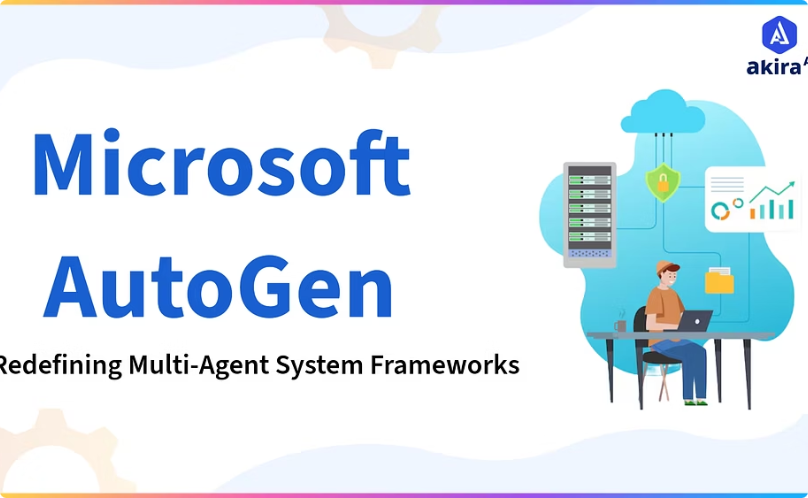 akira
Microsoft
AutoGen
Redefining Multi-Agent System Frameworks